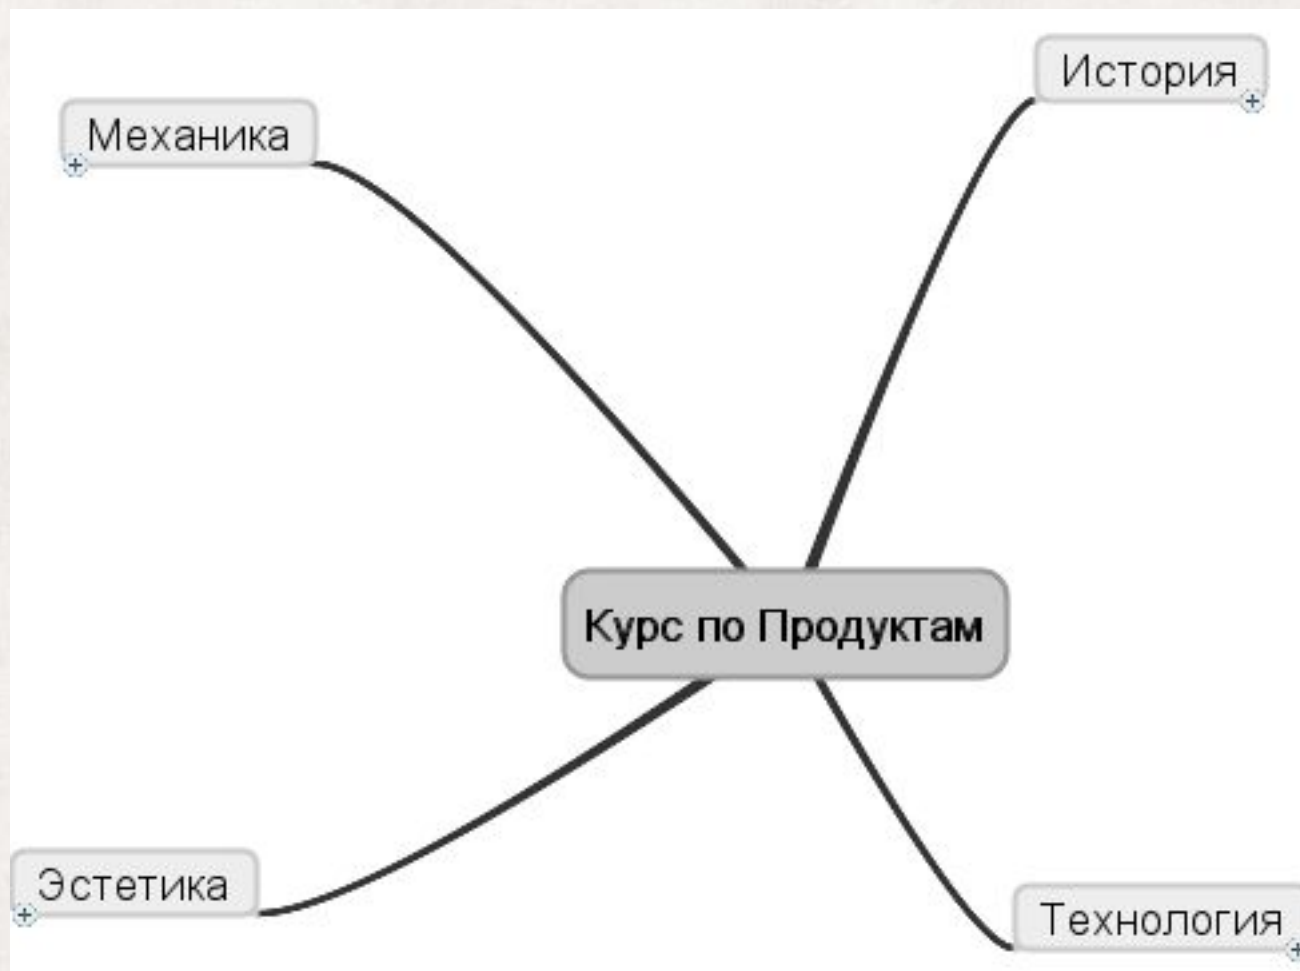 История
Механика
Курс по Продуктам
Эстетика
Технология